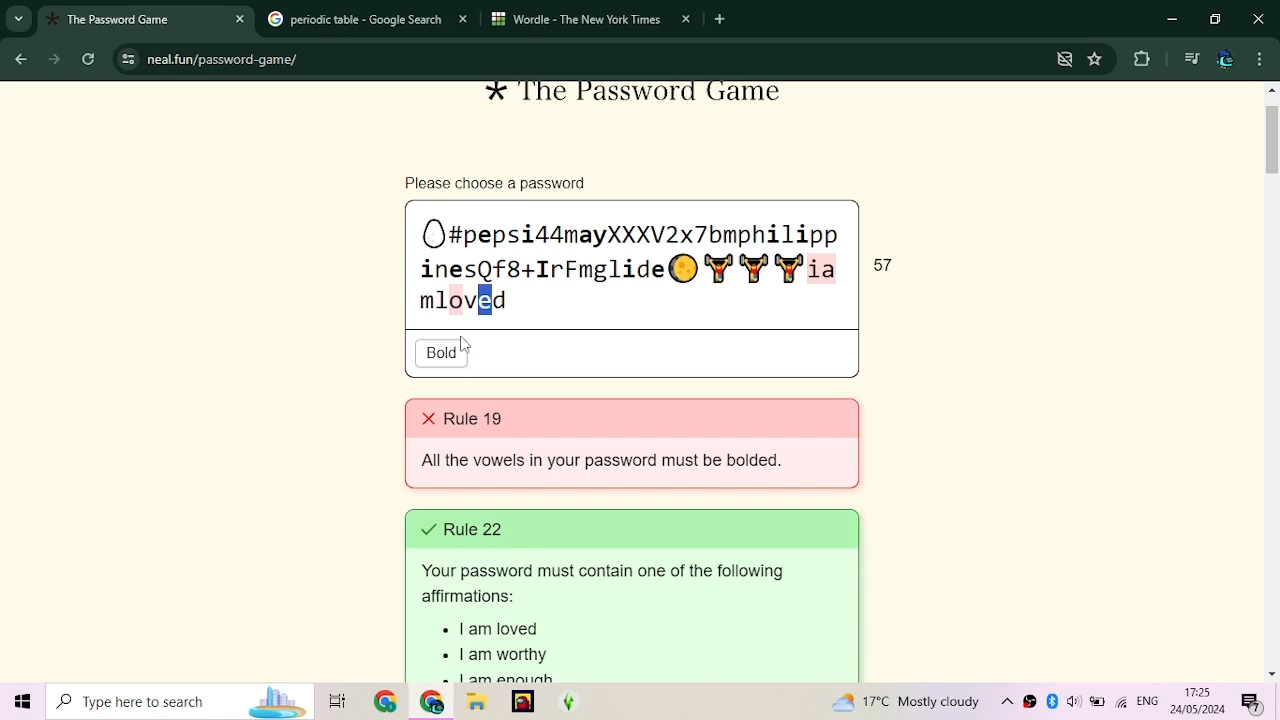 The Password Game
periodic table - Google Search
Wordle - The New York Times
neal.fun/password-game/
* The Password Game
Please choose a password
🥚#pepsi44mayXXXV2x7bmphilipp
inesQf8+IrFmglide🌔🏋️‍♂️🏋️‍♂️🏋️‍♂️ia
mloved
57
Bold
Rule 19
All the vowels in your password must be bolded.
Rule 22
Your password must contain one of the following
affirmations:
• I am loved
• I am worthy
• I am enough
Type here to search
17°C Mostly cloudy
ENG
17:25
24/05/2024
7